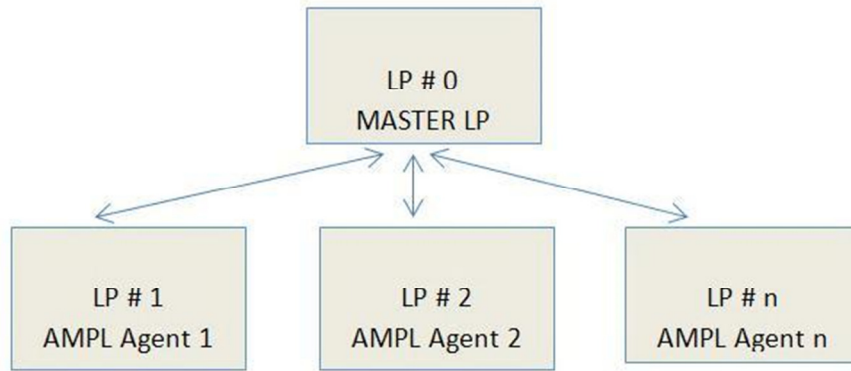 LP # 0
MASTER LP
LP # 1
AMPL Agent 1
LP # 2
AMPL Agent 2
LP # n
AMPL Agent n